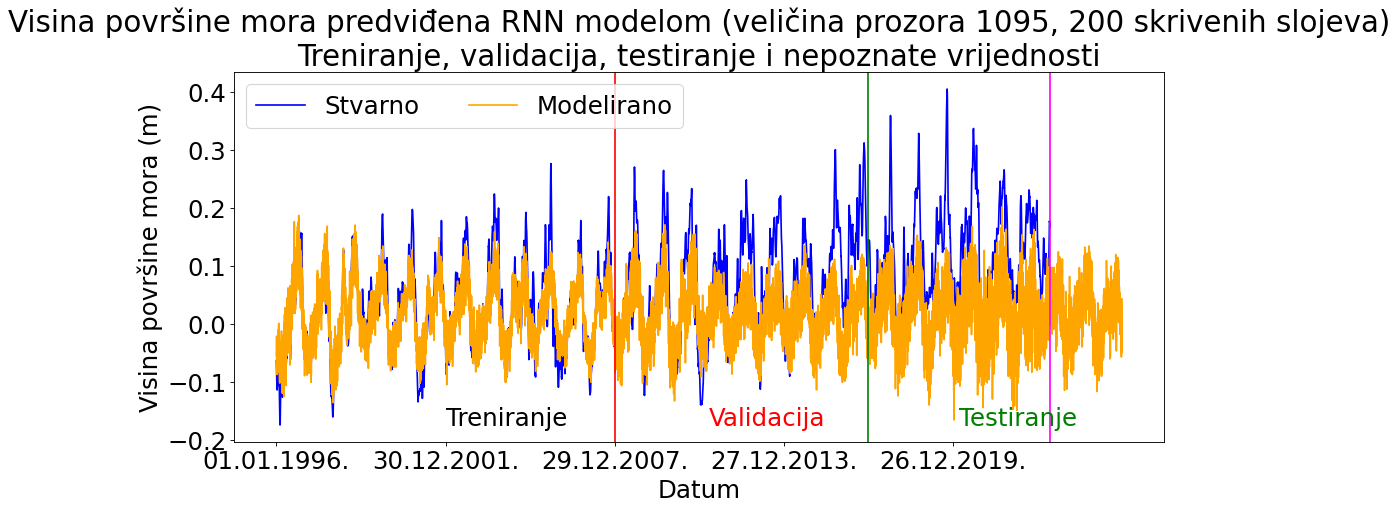 Visina površine mora predviđena RNN modelom (veličina prozora 1095, 200 skrivenih slojeva)
Treniranje, validacija, testiranje i nepoznate vrijednosti
Stvarno Modelirano
Visina površine mora (m)
0.4
0.3
0.2
0.1
0.0
−0.1
−0.2
Treniranje Validacija Testiranje
01.01.1996. 30.12.2001. 29.12.2007. 27.12.2013. 26.12.2019.
Datum